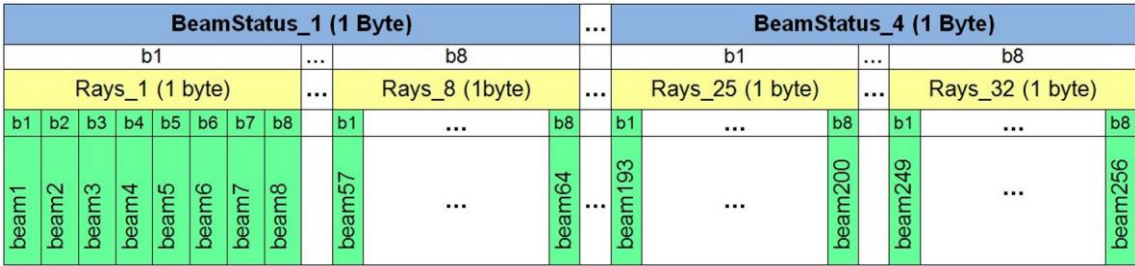 BeamStatus_1 (1 Byte) ... BeamStatus_4 (1 Byte)
b1 ... b8 b1 ... b8
Rays_1 (1 byte) ... Rays_8 (1byte) ... Rays_25 (1 byte) ... Rays_32 (1 byte)
b1 b2 b3 b4 b5 b6 b7 b8 b1 ... b8 b1 ... b8 b1 ... b8
beam1 beam2 beam3 beam4 beam5 beam6 beam7 beam8 beam57 ... beam64 ... beam193 ... beam200 beam249 ... beam256